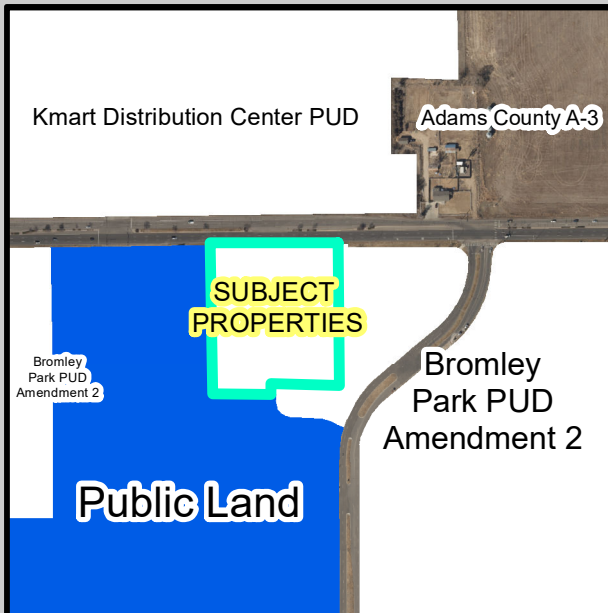 Kmart Distribution Center PUD
Adams County A-3
SUBJECT
PROPERTIES
Bromley
Park PUD
Amendment 2
Bromley
Park PUD
Amendment 2
Public Land